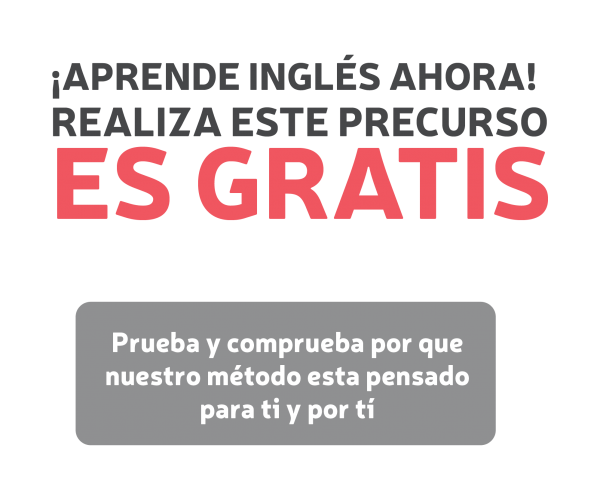 ¡APRENDE INGLÉS AHORA!
REALIZA ESTE PRECURSO
ES GRATIS
Prueba y comprueba por que
nuestro método esta pensado
para ti y por tí